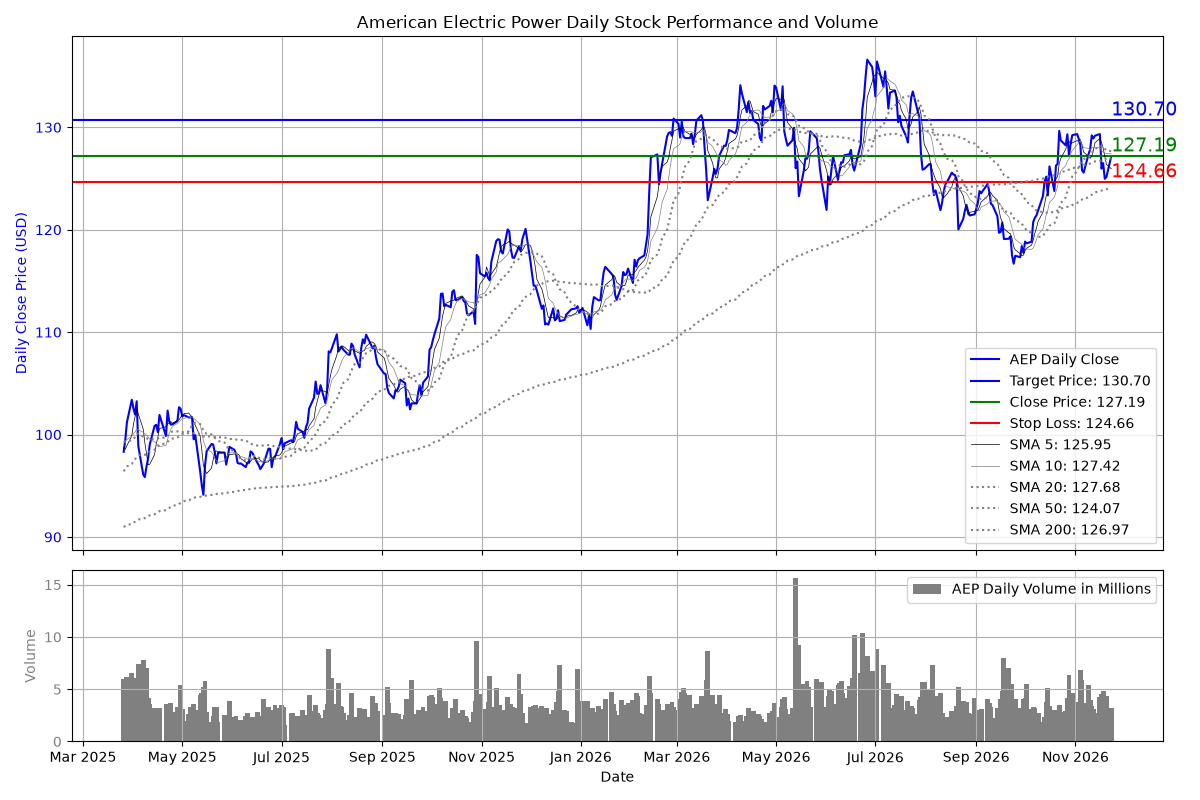 American Electric Power Daily Stock Performance and Volume
Daily Close Price (USD)
130
120
110
100
90
130.70
127.19
124.66
AEP Daily Close
Target Price: 130.70
Close Price: 127.19
Stop Loss: 124.66
SMA 5: 125.95
SMA 10: 127.42
SMA 20: 127.68
SMA 50: 124.07
SMA 200: 126.97
Volume
15
10
5
0
AEP Daily Volume in Millions
Mar 2025
May 2025
Jul 2025
Sep 2025
Nov 2025
Jan 2026
Mar 2026
May 2026
Jul 2026
Sep 2026
Nov 2026
Date